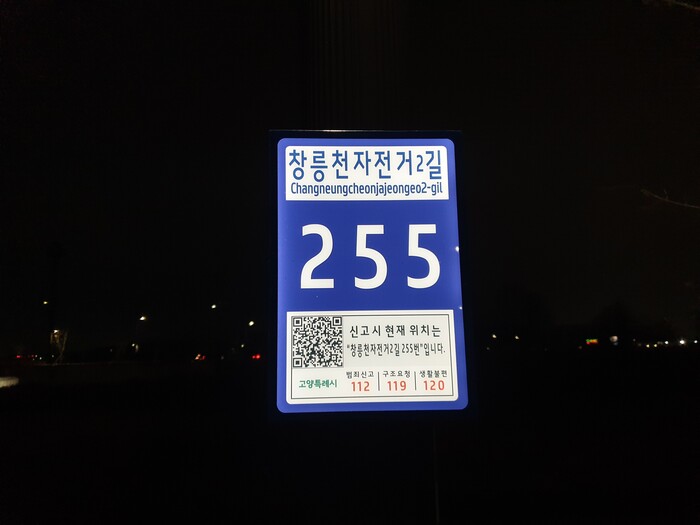 창릉천자전거2길
Changneungcheonjajeongeo2-gil
255
신고시 현재 위치는
"창릉천자전거2길 255번"입니다.
고양특례시
범죄신고 구조요청 생활불편
112 119 120